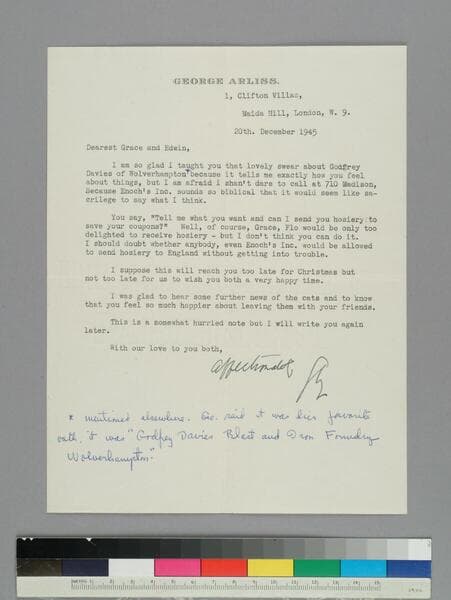 GEORGE ARLISS.
1, Clifton Villas,
Maida Hill, London, W. 9.
20th. December 1945
Dearest Grace and Edwin,
I am so glad I taught you that lovely swear about Godfrey
Davies of Wolverhampton* because it tells me exactly how you feel
about things, but I am afraid I shan't dare to call at 710 Madison,
Because Enoch's Inc. sounds so biblical that it would seem like sa-
crilege to say what I think.
You say, "Tell me what you want and can I send you hosiery to
save your coupons?" Well, of course, Grace, Flo would be only too
delighted to receive hosiery - but I don't think you can do it.
I should doubt whether anybody, even Enoch's Inc. would be allowed
to send hosiery to England without getting into trouble.
I suppose this will reach you too late for Christmas but
not too late for us to wish you both a very happy time.
I was glad to hear some further news of the cats and to know
that you feel so much happier about leaving them with your friends.
This is a somewhat hurried note but I will write you again
later.
With our love to you both,
affectionately
* mentioned elsewhere. Geo. said it was his favorite
oath. it was "Godfrey Davies Blast and Damn Foundry
Wolverhampton."